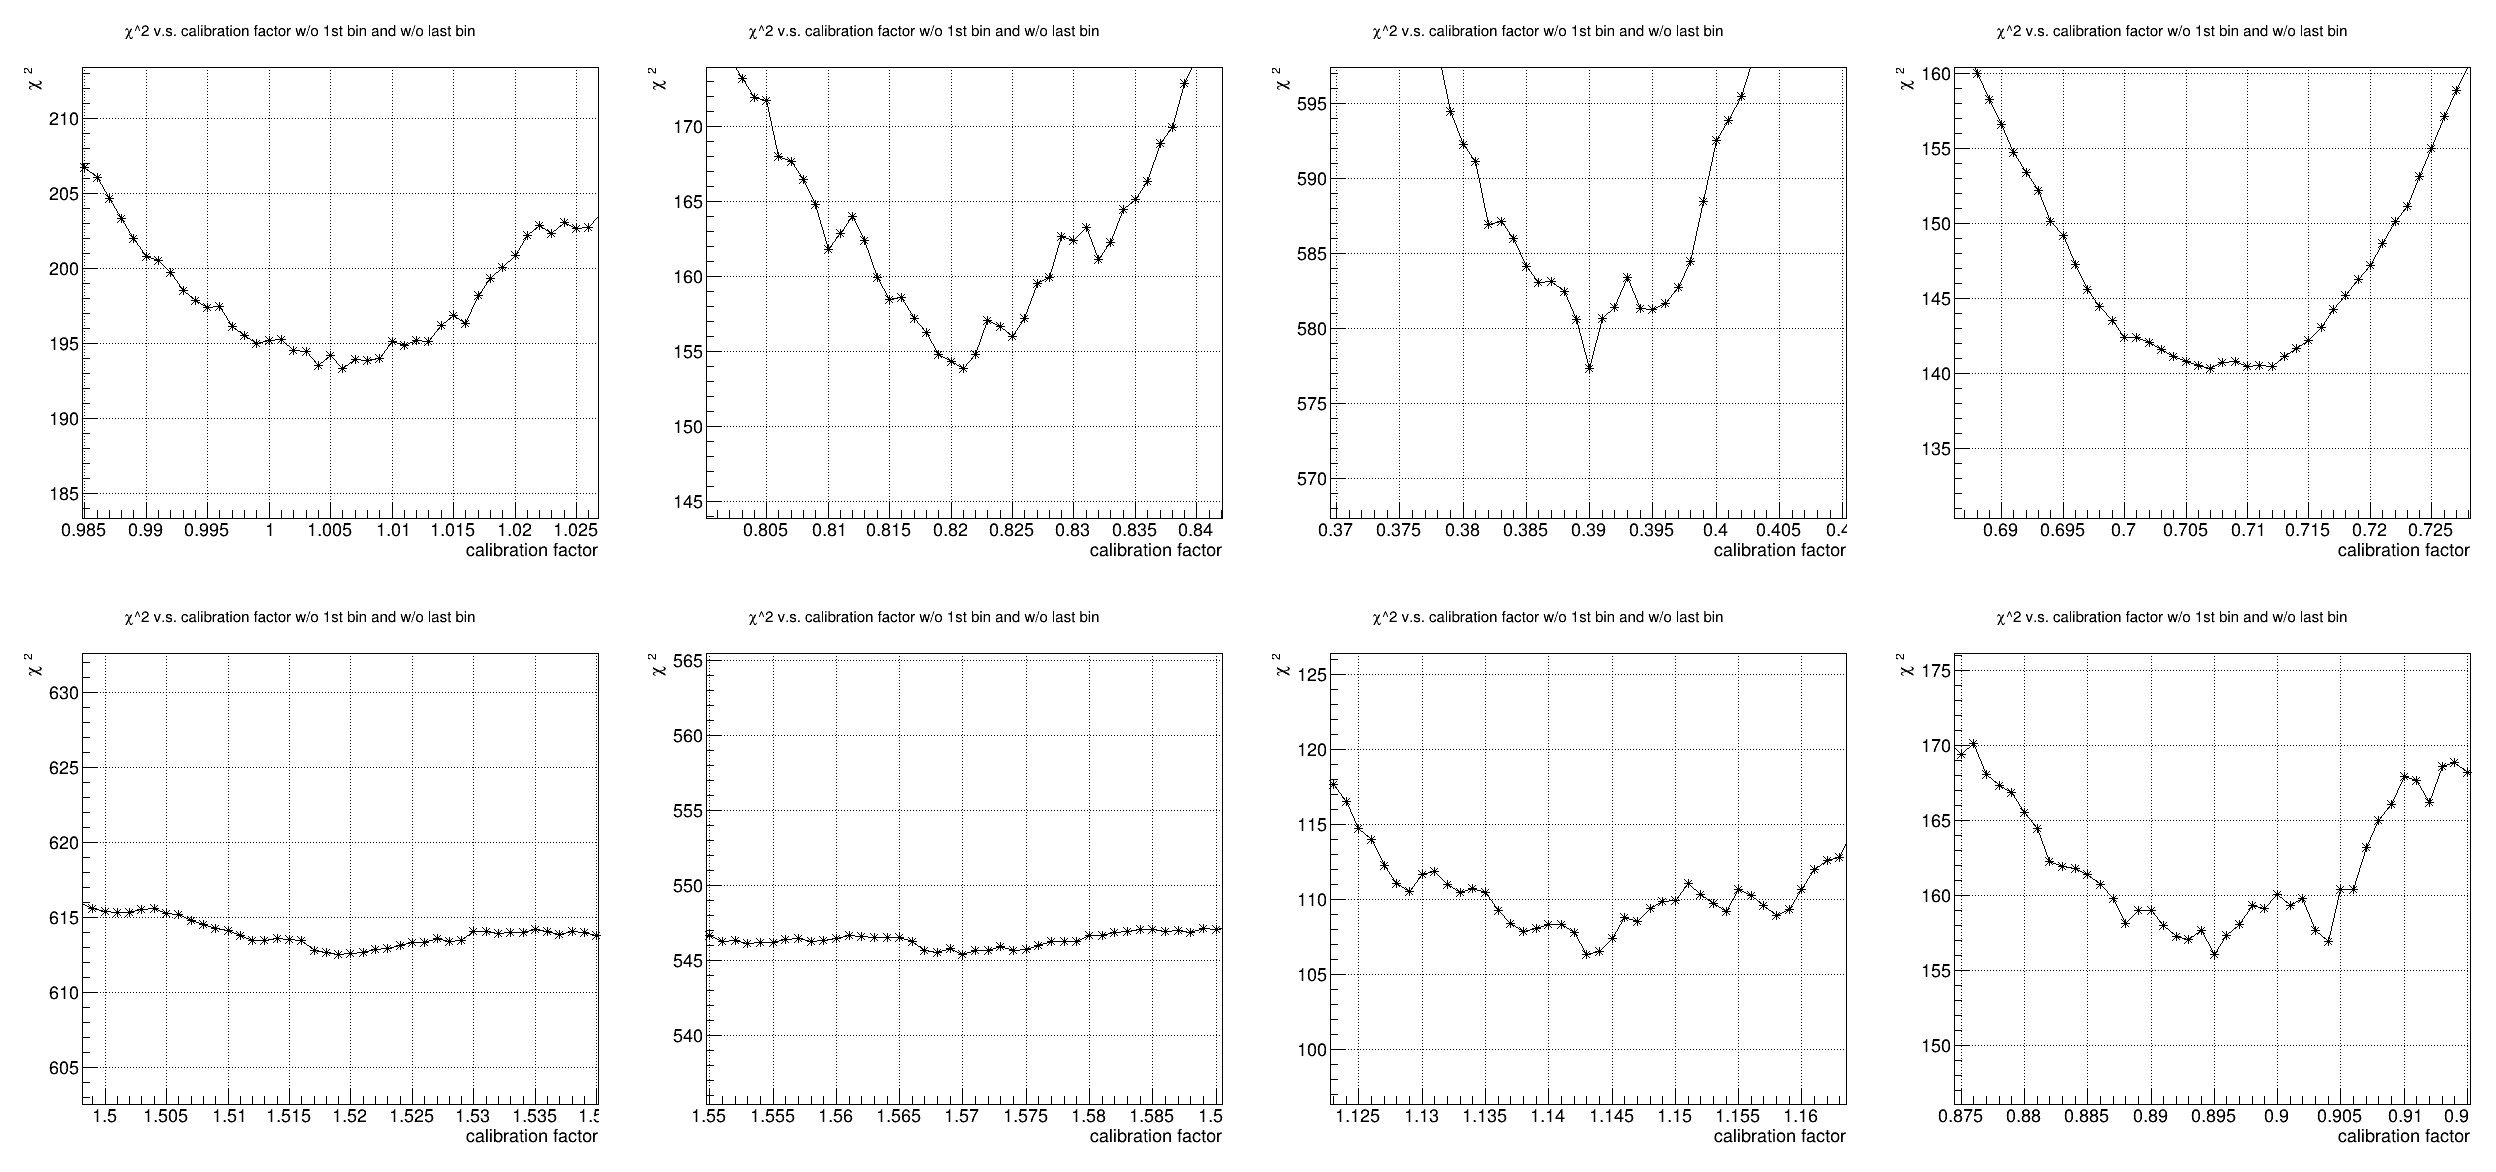 χ^2 v.s. calibration factor w/o 1st bin and w/o last bin
χ 2
210
205
200
195
190
185
0.985 0.99 0.995 1 1.005 1.01 1.015 1.02 1.025
calibration factor
χ^2 v.s. calibration factor w/o 1st bin and w/o last bin
χ 2
170
165
160
155
150
145
0.805 0.81 0.815 0.82 0.825 0.83 0.835 0.84
calibration factor
χ^2 v.s. calibration factor w/o 1st bin and w/o last bin
χ 2
595
590
585
580
575
570
0.37 0.375 0.38 0.385 0.39 0.395 0.4 0.405 0.4
calibration factor
χ^2 v.s. calibration factor w/o 1st bin and w/o last bin
χ 2
160
155
150
145
140
135
0.69 0.695 0.7 0.705 0.71 0.715 0.72 0.725
calibration factor
χ^2 v.s. calibration factor w/o 1st bin and w/o last bin
χ 2
630
625
620
615
610
605
1.5 1.505 1.51 1.515 1.52 1.525 1.53 1.535 1.5
calibration factor
χ^2 v.s. calibration factor w/o 1st bin and w/o last bin
χ 2
565
560
555
550
545
540
1.55 1.555 1.56 1.565 1.57 1.575 1.58 1.585 1.5
calibration factor
χ^2 v.s. calibration factor w/o 1st bin and w/o last bin
χ 2
125
120
115
110
105
100
1.125 1.13 1.135 1.14 1.145 1.15 1.155 1.16
calibration factor
χ^2 v.s. calibration factor w/o 1st bin and w/o last bin
χ 2
175
170
165
160
155
150
0.875 0.88 0.885 0.89 0.895 0.9 0.905 0.91 0.9
calibration factor